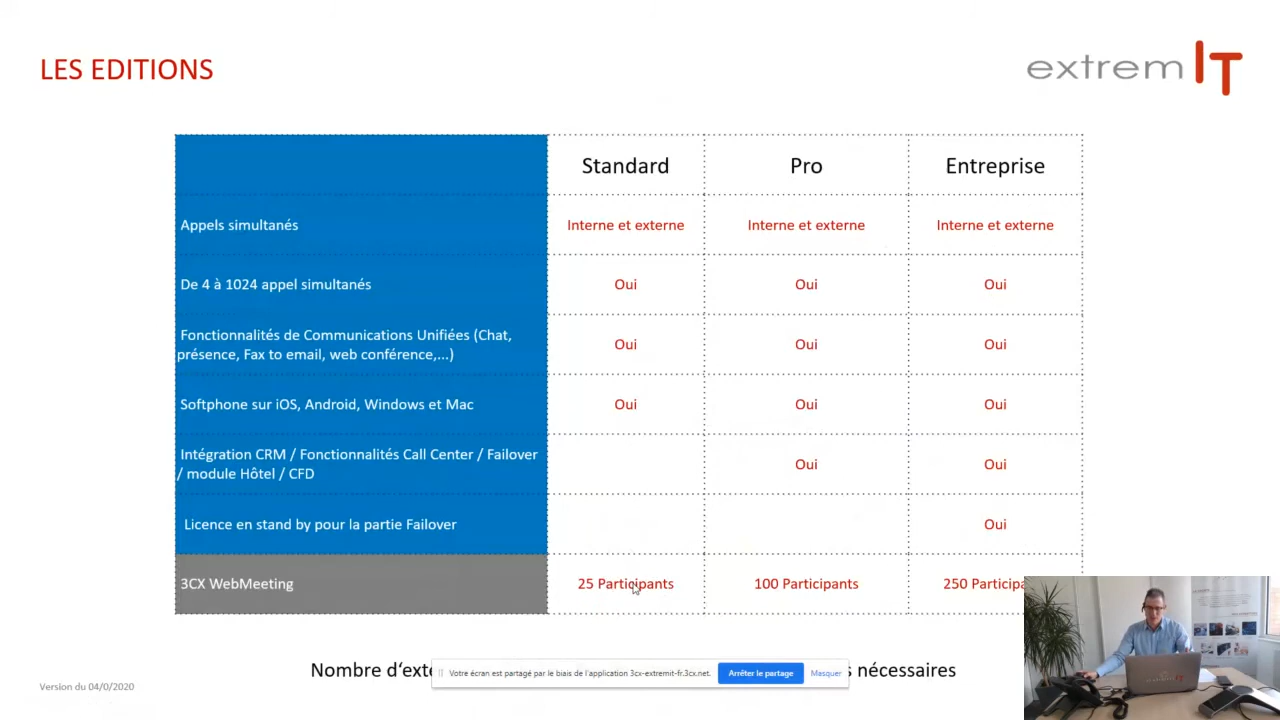 LES EDITIONS
extrem IT
Standard
Pro
Entreprise
Appels simultanés
Interne et externe
Interne et externe
Interne et externe
De 4 à 1024 appel simultanés
Oui
Oui
Oui
Fonctionnalités de Communications Unifiées (Chat,
présence, Fax to email, web conférence,...)
Oui
Oui
Oui
Softphone sur iOS, Android, Windows et Mac
Oui
Oui
Oui
Intégration CRM / Fonctionnalités Call Center / Failover
/ module Hôtel / CFD
Oui
Oui
Licence en stand by pour la partie Failover
Oui
3CX WebMeeting
25 Participants
100 Participants
250
Nombre
nécessaires
Votre écran est partagé par le biais de l'application 3cx-extremit-fr.3cx.net.
Arrêter le partage
Masquer
Version du 04/0/2020